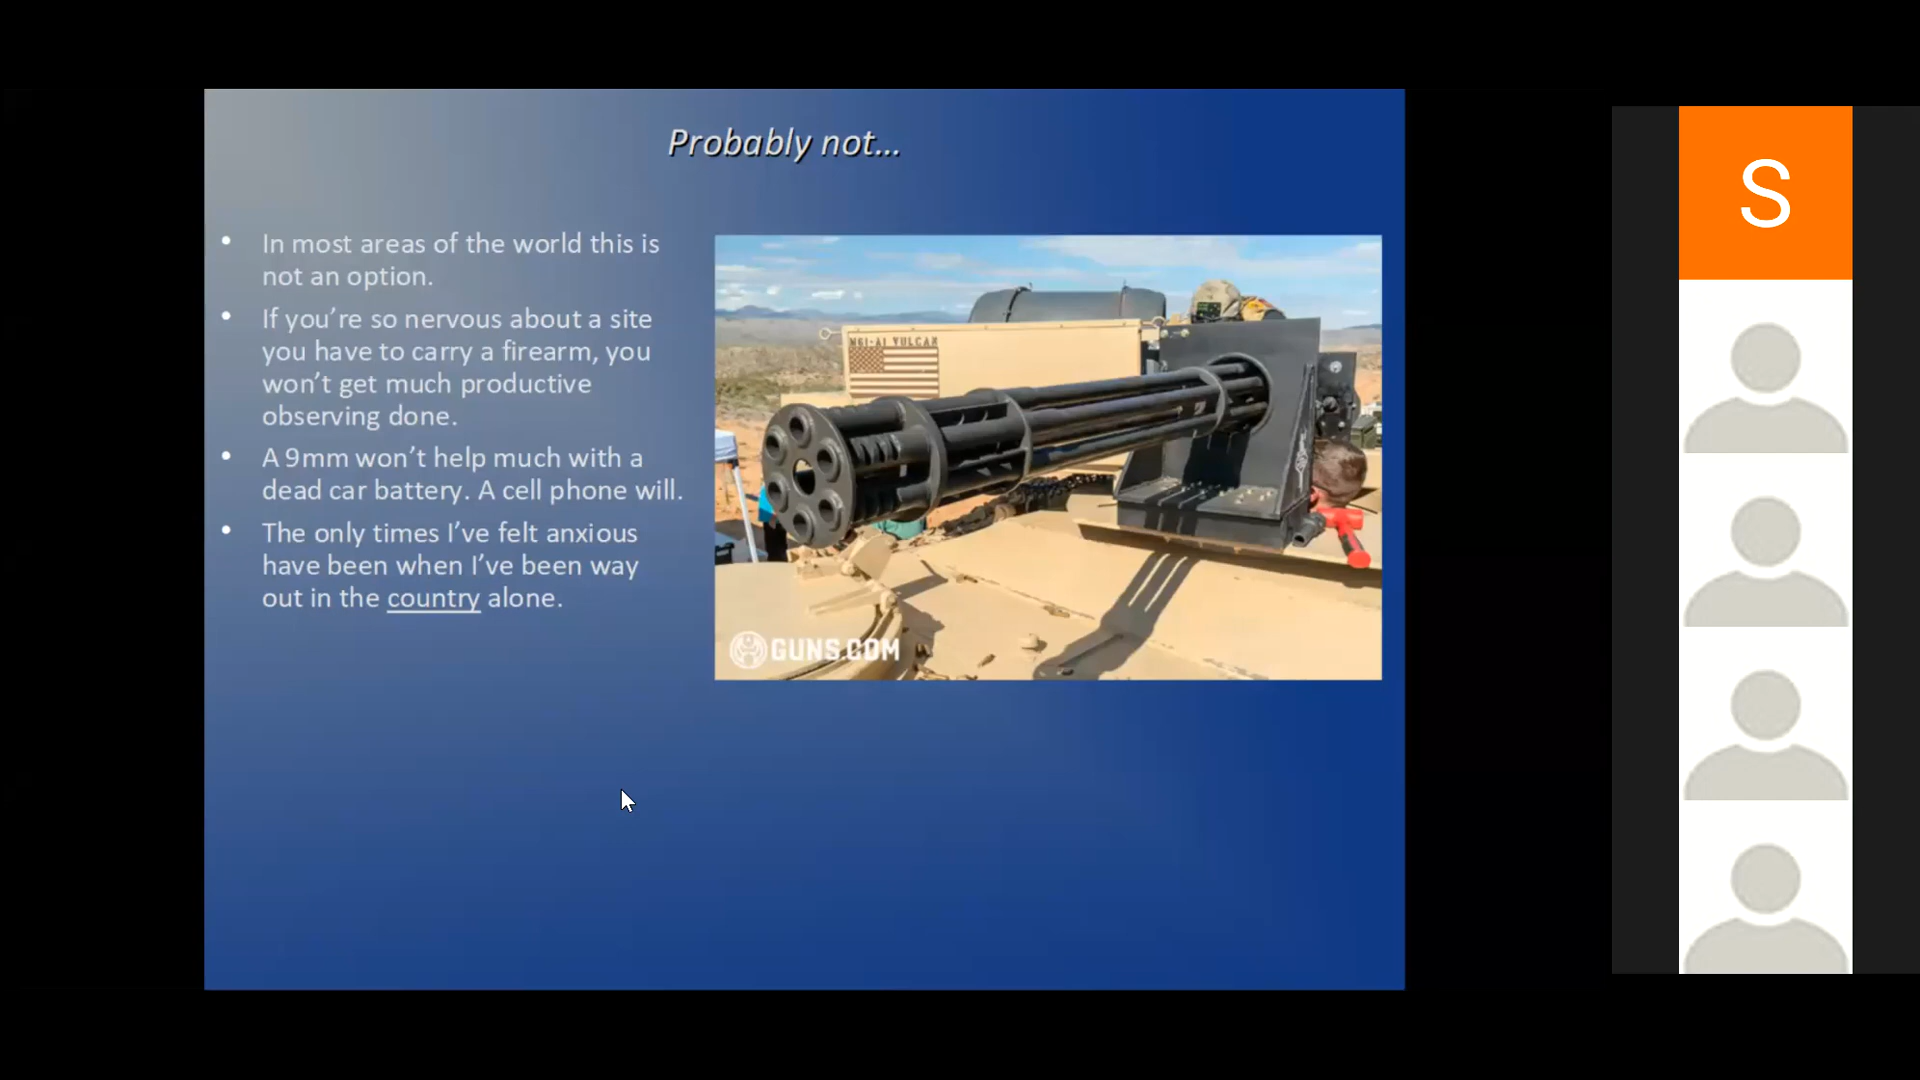 Probably not...
• In most areas of the world this is
not an option.
• If you’re so nervous about a site
you have to carry a firearm, you
won’t get much productive
observing done.
• A 9mm won’t help much with a
dead car battery. A cell phone will.
• The only times I’ve felt anxious
have been when I’ve been way
out in the country alone.
M61-A1 VULCAN
GUNS.COM
S